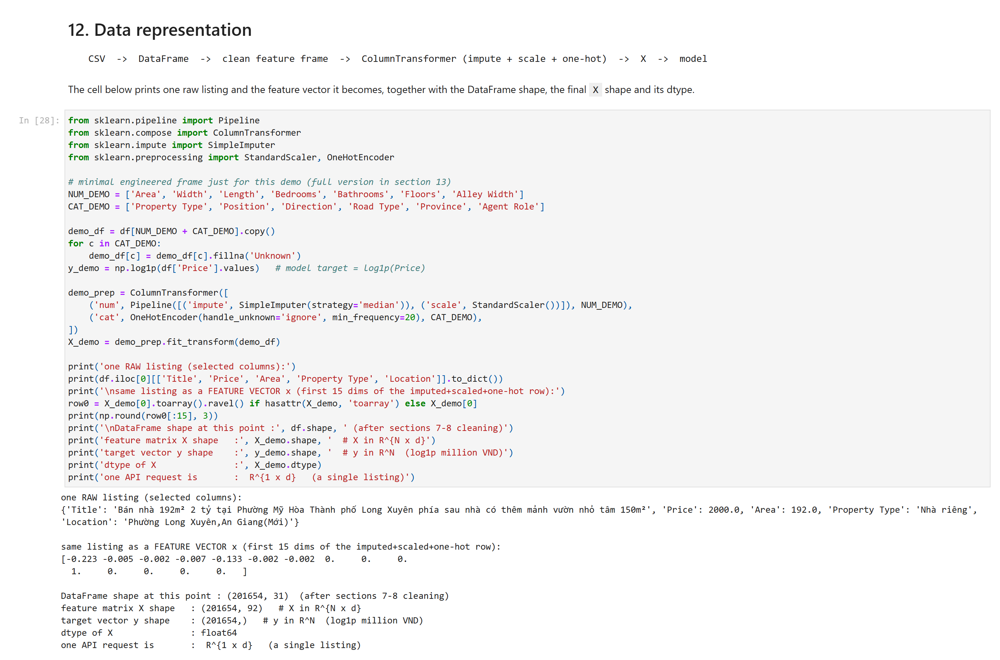 12. Data representation
CSV  ->  DataFrame  ->  clean feature frame  ->  ColumnTransformer (impute + scale + one-hot)  ->  X  ->  model
The cell below prints one raw listing and the feature vector it becomes, together with the DataFrame shape, the final X shape and its dtype.
In [28]:
from sklearn.pipeline import Pipeline
from sklearn.compose import ColumnTransformer
from sklearn.impute import SimpleImputer
from sklearn.preprocessing import StandardScaler, OneHotEncoder
# minimal engineered frame just for this demo (full version in section 13)
NUM_DEMO = ['Area', 'Width', 'Length', 'Bedrooms', 'Bathrooms', 'Floors', 'Alley Width']
CAT_DEMO = ['Property Type', 'Position', 'Direction', 'Road Type', 'Province', 'Agent Role']
demo_df = df[NUM_DEMO + CAT_DEMO].copy()
for c in CAT_DEMO:
    demo_df[c] = demo_df[c].fillna('Unknown')
y_demo = np.log1p(df['Price'].values)   # model target = log1p(Price)
demo_prep = ColumnTransformer([
    ('num', Pipeline([('impute', SimpleImputer(strategy='median')), ('scale', StandardScaler())]), NUM_DEMO),
    ('cat', OneHotEncoder(handle_unknown='ignore', min_frequency=20), CAT_DEMO),
])
X_demo = demo_prep.fit_transform(demo_df)
print('one RAW listing (selected columns):')
print(df.iloc[0][['Title', 'Price', 'Area', 'Property Type', 'Location']].to_dict())
print('\nsame listing as a FEATURE VECTOR x (first 15 dims of the imputed+scaled+one-hot row):')
row0 = X_demo[0].toarray().ravel() if hasattr(X_demo, 'toarray') else X_demo[0]
print(np.round(row0[:15], 3))
print('\nDataFrame shape at this point :', df.shape, ' (after sections 7-8 cleaning)')
print('feature matrix X shape   :', X_demo.shape, '  # X in R^{N x d}')
print('target vector y shape    :', y_demo.shape, '  # y in R^N  (log1p million VND)')
print('dtype of X               :', X_demo.dtype)
print('one API request is       :  R^{1 x d}   (a single listing)')
one RAW listing (selected columns):
{'Title': 'Bán nhà 192m² 2 tỷ tại Phường Mỹ Hòa Thành phố Long Xuyên phía sau nhà có thêm mảnh vườn nhỏ tâm 150m²', 'Price': 2000.0, 'Area': 192.0, 'Property Type': 'Nhà riêng',
'Location': 'Phường Long Xuyên,An Giang(Mới)'}
same listing as a FEATURE VECTOR x (first 15 dims of the imputed+scaled+one-hot row):
[-0.223 -0.005 -0.002 -0.007 -0.133 -0.002 -0.002  0.     0.     0.
  1.     0.     0.     0.     0.   ]
DataFrame shape at this point : (201654, 31)  (after sections 7-8 cleaning)
feature matrix X shape   : (201654, 92)   # X in R^{N x d}
target vector y shape    : (201654,)   # y in R^N  (log1p million VND)
dtype of X               : float64
one API request is       :  R^{1 x d}   (a single listing)